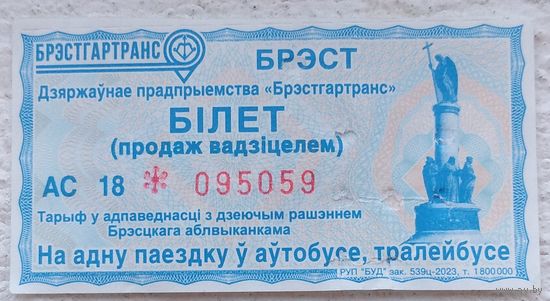 БРЭСТГАРТРАНС
БРЭСТ
Дзяржаўнае прадпрыемства «Брэстгартранс»
БІЛЕТ
(продаж вадзіцелем)
АС 18 * 095059
Тарыф у адпаведнасці з дзеючым рашэннем
Брэсцкага аблвыканкама
На адну паездку ў аўтобусе, тралейбусе
РУП "БУД" зак. 539ц-2023, т. 1 800 000